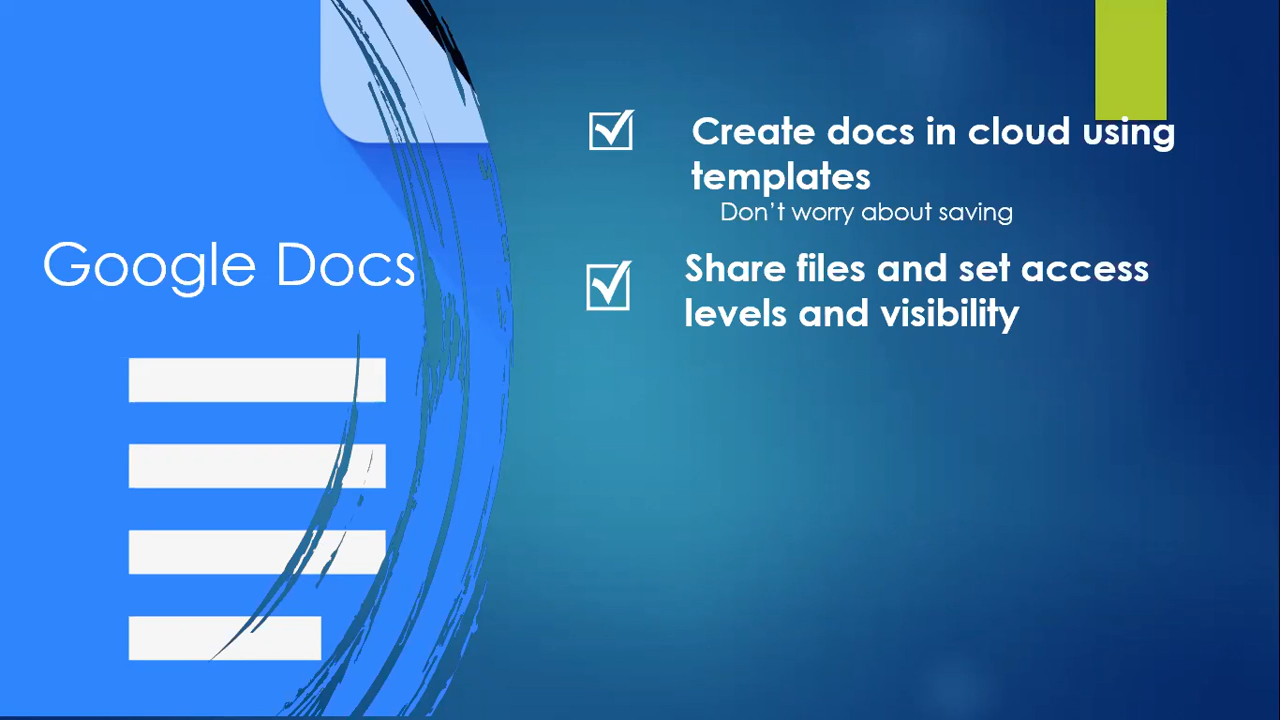 Google Docs
Create docs in cloud using
templates
Don’t worry about saving
Share files and set access
levels and visibility